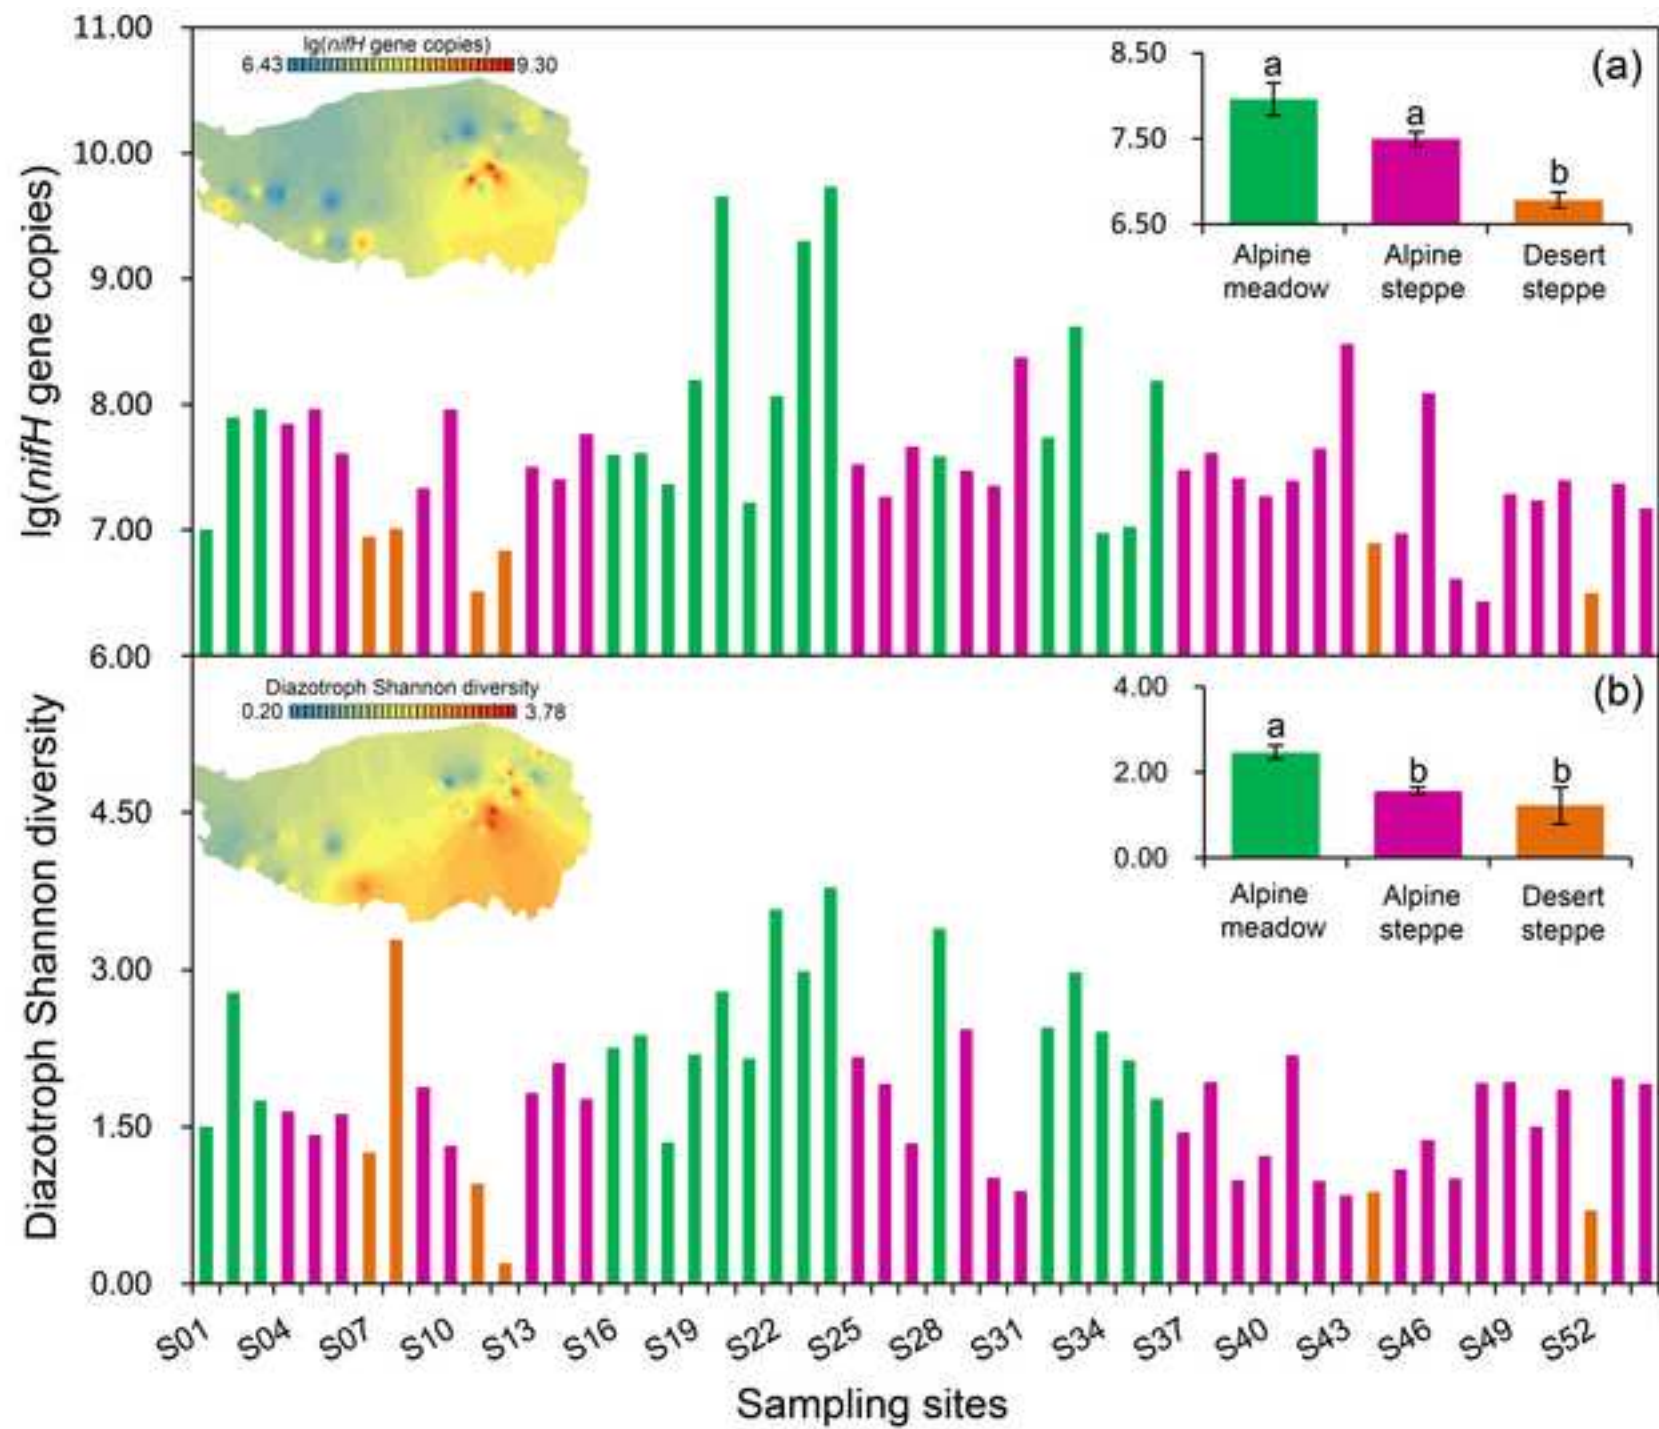 lg(nifH gene copies)
11.00
10.00
9.00
8.00
7.00
6.00
lg(nifH gene copies)
6.43 9.30
(a)
8.50
7.50
6.50
a
a
b
Alpine meadow
Alpine steppe
Desert steppe
Diazotroph Shannon diversity
4.50
3.00
1.50
0.00
Diazotroph Shannon diversity
0.20 3.78
(b)
4.00
2.00
0.00
a
b
b
Alpine meadow
Alpine steppe
Desert steppe
S01 S04 S07 S10 S13 S16 S19 S22 S25 S28 S31 S34 S37 S40 S43 S46 S49 S52
Sampling sites